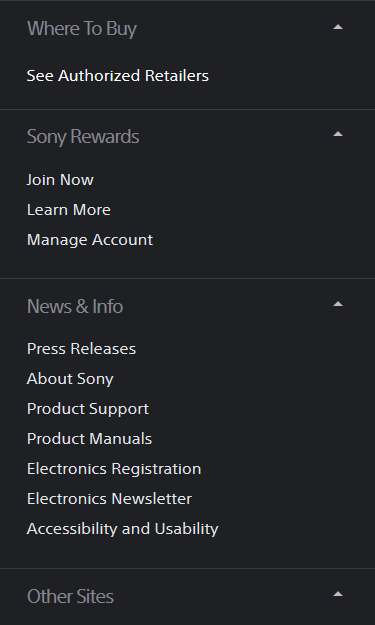 Where To Buy
See Authorized Retailers
Sony Rewards
Join Now
Learn More
Manage Account
News & Info
Press Releases
About Sony
Product Support
Product Manuals
Electronics Registration
Electronics Newsletter
Accessibility and Usability
Other Sites